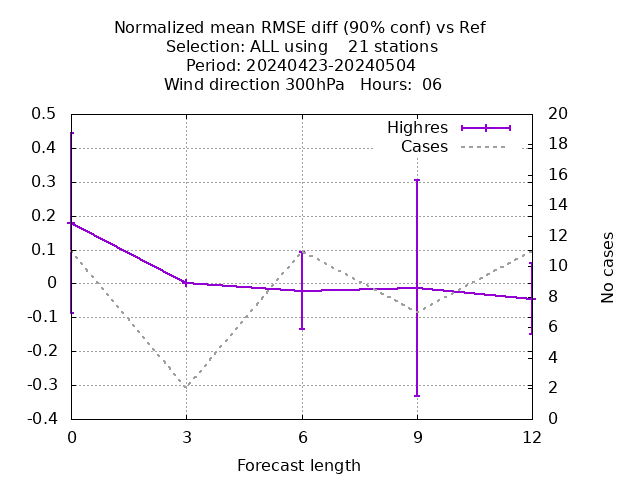 Normalized mean RMSE diff (90% conf) vs Ref
Selection: ALL using    21 stations
Period: 20240423-20240504
Wind direction 300hPa   Hours:  06
Highres
Cases
0.5
0.4
0.3
0.2
0.1
0
-0.1
-0.2
-0.3
-0.4
20
18
16
14
12
10
8
6
4
2
0
No cases
0 3 6 9 12
Forecast length